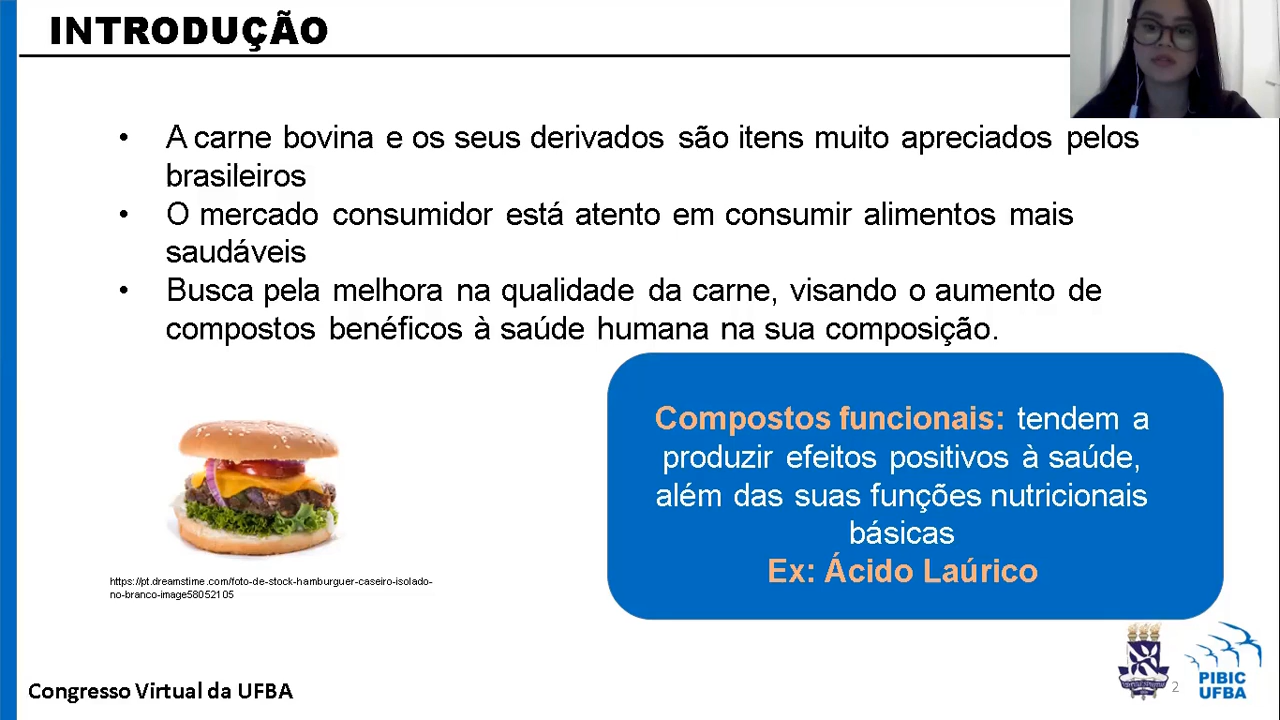 INTRODUÇÃO
• A carne bovina e os seus derivados são itens muito apreciados pelos
brasileiros
• O mercado consumidor está atento em consumir alimentos mais
saudáveis
• Busca pela melhora na qualidade da carne, visando o aumento de
compostos benéficos à saúde humana na sua composição.
Compostos funcionais: tendem a
produzir efeitos positivos à saúde,
além das suas funções nutricionais
básicas
Ex: Ácido Laúrico
https://pt.dreamstime.com/foto-de-stock-hamburguer-caseiro-isolado-
no-branco-image58052105
Congresso Virtual da UFBA
PIBIC
UFBA
2